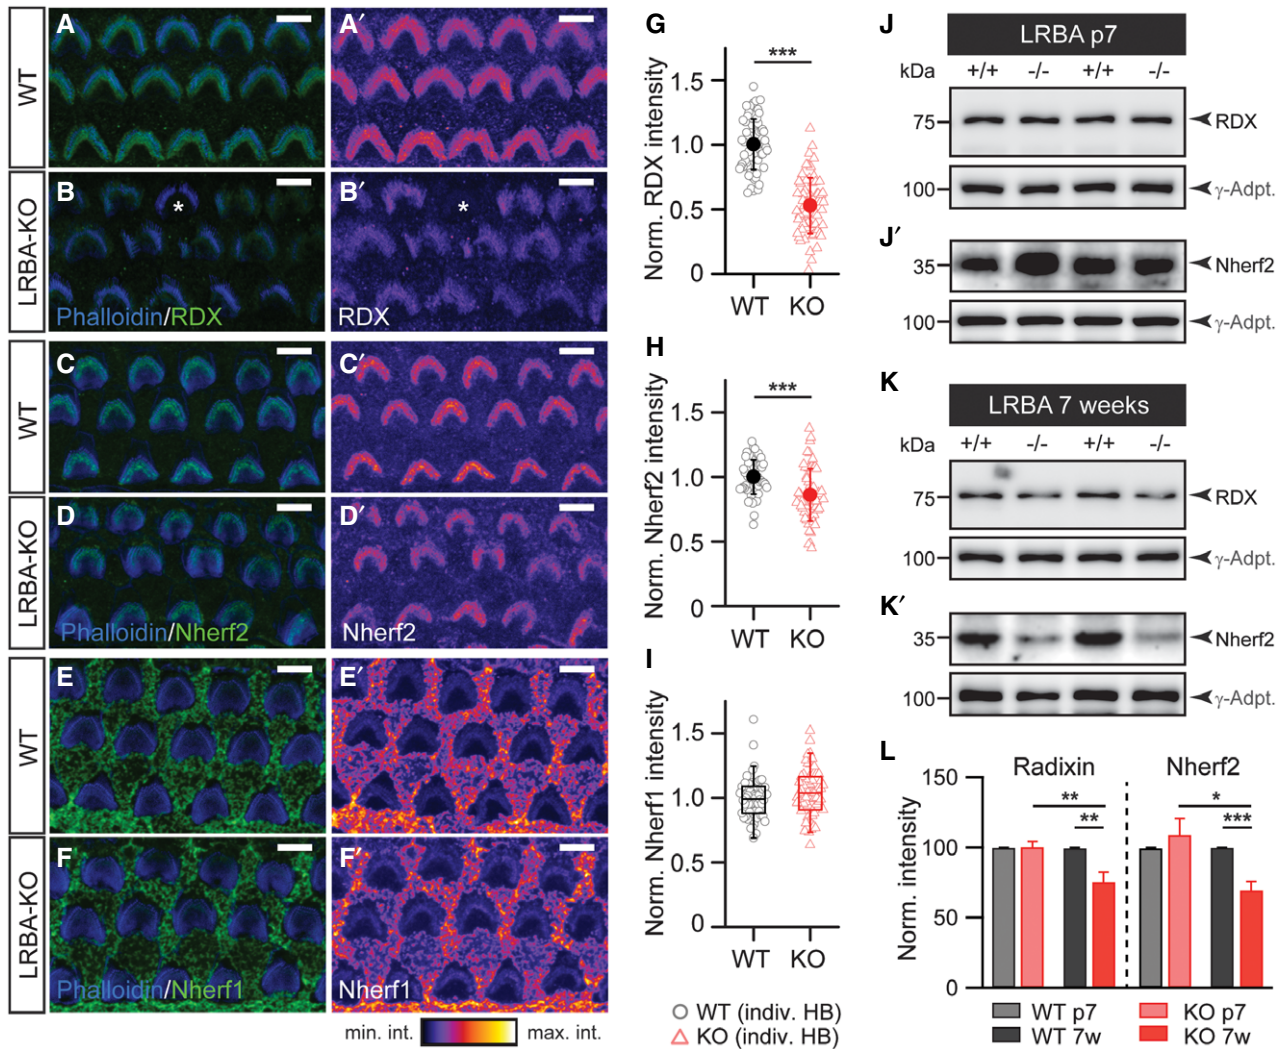 A
A′
WT
B
*
B′
*
LRBA-KO
Phalloidin/RDX
RDX
C
C′
WT
D
D′
LRBA-KO
Phalloidin/Nherf2
Nherf2
E
E′
WT
F
F′
LRBA-KO
Phalloidin/Nherf1
Nherf1
min. int.
max. int.
G
Norm. RDX intensity
***
1.5
1.0
0.5
0
WT
KO
H
Norm. Nherf2 intensity
***
1.5
1.0
0.5
0
WT
KO
I
Norm. Nherf1 intensity
1.5
1.0
0.5
0
WT
KO
WT (indiv. HB)
KO (indiv. HB)
J
LRBA p7
kDa +/+ -/- +/+ -/-
75 RDX
100 γ-Adpt.
J′
35 Nherf2
100 γ-Adpt.
K
LRBA 7 weeks
kDa +/+ -/- +/+ -/-
75 RDX
100 γ-Adpt.
K′
35 Nherf2
100 γ-Adpt.
L
Radixin Nherf2
Norm. intensity
150
100
50
0
**
**
*
***
WT p7 KO p7
WT 7w KO 7w